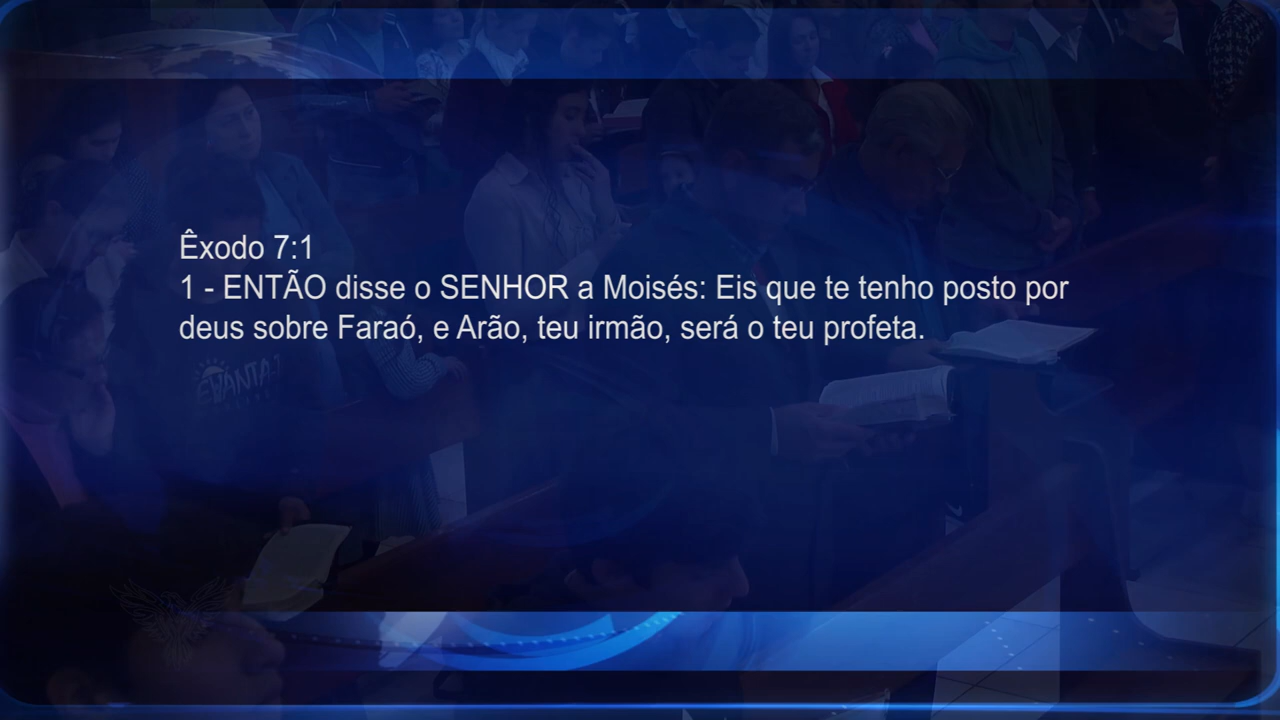 Êxodo 7:1
1 - ENTÃO disse o SENHOR a Moisés: Eis que te tenho posto por
deus sobre Faraó, e Arão, teu irmão, será o teu profeta.